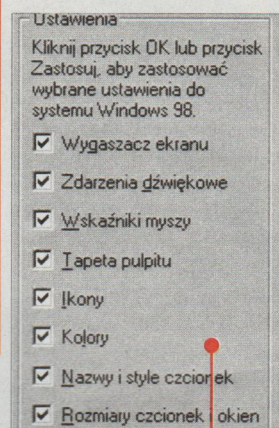 Ustawienia
Kliknij przycisk OK lub przycisk
Zastosuj, aby zastosować
wybrane ustawienia do
systemu Windows 98.
Wygaszacz ekranu
Zdarzenia dźwiękowe
Wskaźniki myszy
Tapeta pulpitu
Ikony
Kolory
Nazwy i style czcionek
Rozmiary czcionek i okien